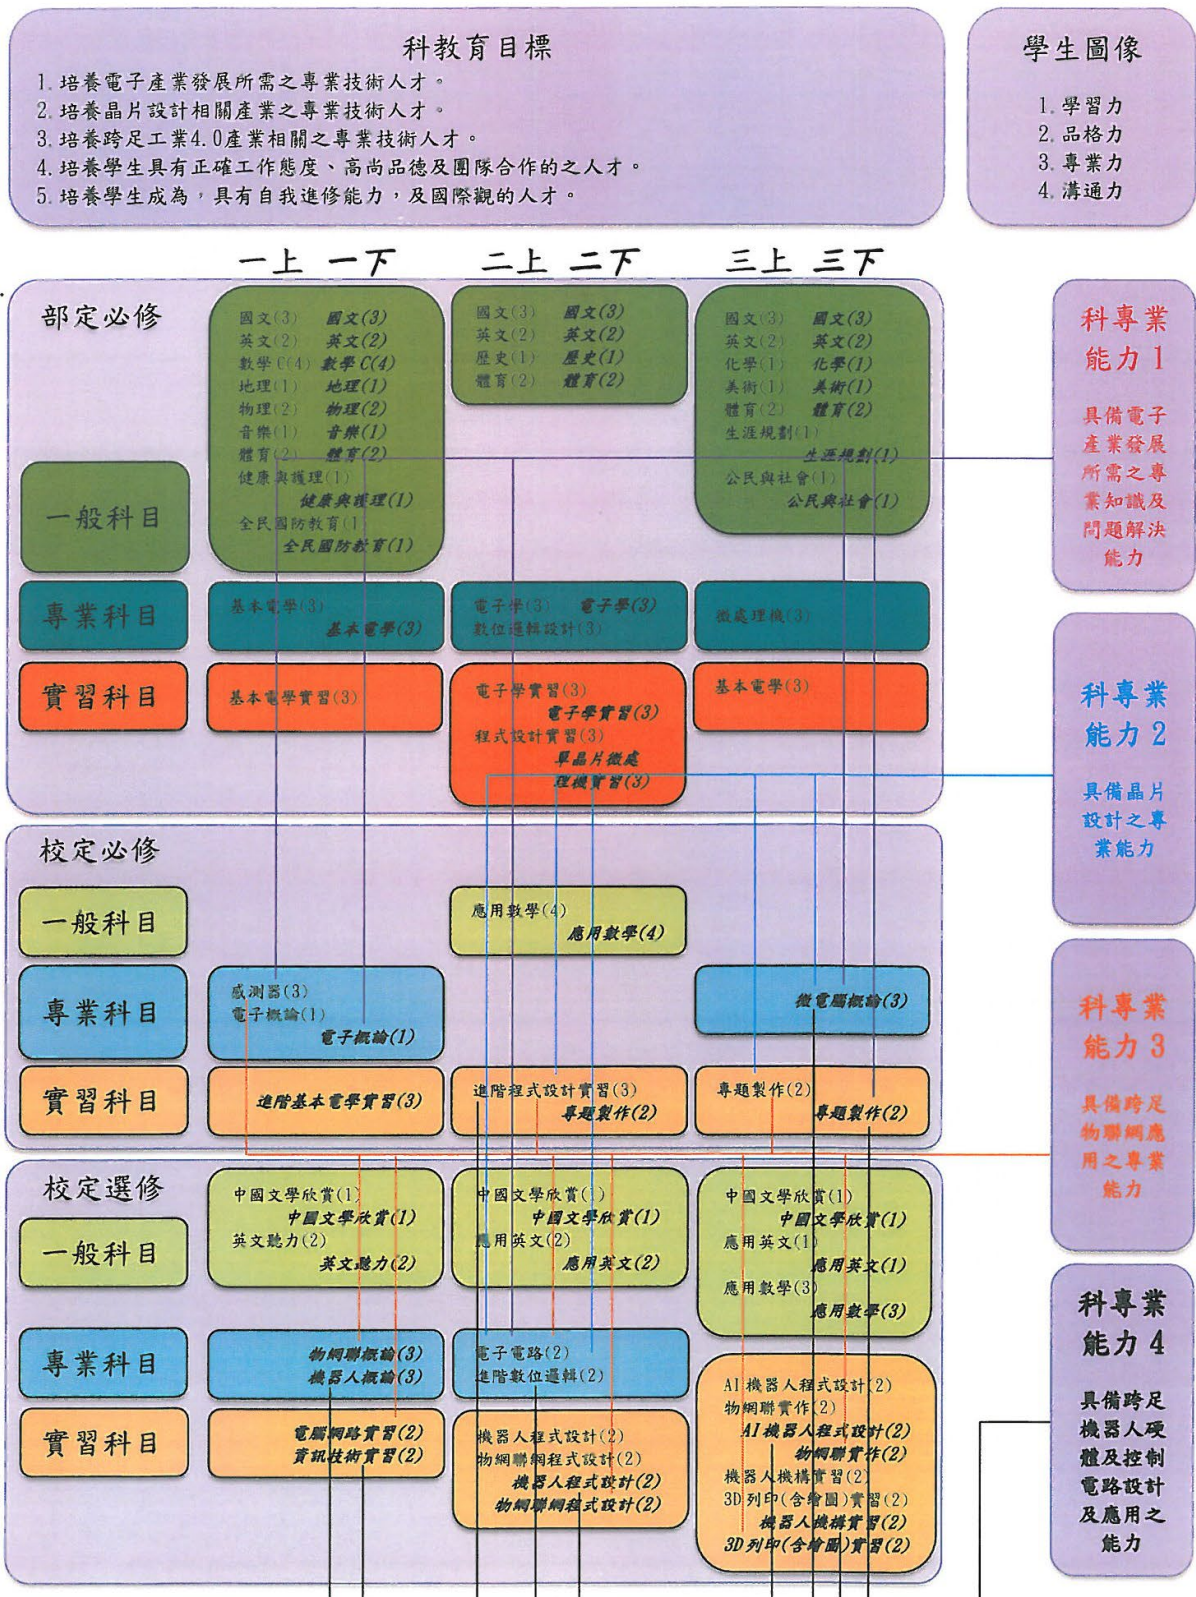 科教育目標
1.培養電子產業發展所需之專業技術人才。
2.培養晶片設計相關產業之專業技術人才。
3.培養跨足工業4.0產業相關之專業技術人才。
4.培養學生具有正確工作態度、高尚品德及團隊合作的之人才。
5.培養學生成為，具有自我進修能力，及國際觀的人才。
學生圖像
1.學習力
2.品格力
3.專業力
4.溝通力
一上 一下 二上 二下 三上 三下
部定必修
國文(3) 國文(3)
英文(2) 英文(2)
數學C(4) 數學C(4)
地理(1) 地理(1)
物理(2) 物理(2)
音樂(1) 音樂(1)
體育(2) 體育(2)
健康與護理(1)
健康與護理(1)
全民國防教育(1)
全民國防教育(1)
國文(3) 國文(3)
英文(2) 英文(2)
歷史(1) 歷史(1)
體育(2) 體育(2)
國文(3) 國文(3)
英文(2) 英文(2)
化學(1) 化學(1)
美術(1) 美術(1)
體育(2) 體育(2)
生涯規劃(1)
生涯規劃(1)
公民與社會(1)
公民與社會(1)
一般科目
專業科目
基本電學(3)
基本電學(3)
電子學(3) 電子學(3)
數位邏輯設計(3)
微處理機(3)
實習科目
基本電學實習(3)
電子學實習(3)
電子學實習(3)
程式設計實習(3)
單晶片微處
理機實習(3)
基本電學(3)
校定必修
一般科目
應用數學(4)
應用數學(4)
專業科目
感測器(3)
電子概論(1)
電子概論(1)
微電腦概論(3)
實習科目
進階基本電學實習(3)
進階程式設計實習(3)
專題製作(2)
專題製作(2)
專題製作(2)
校定選修
一般科目
中國文學欣賞(1)
中國文學欣賞(1)
英文聽力(2)
英文聽力(2)
中國文學欣賞(1)
中國文學欣賞(1)
應用英文(2)
應用英文(2)
中國文學欣賞(1)
中國文學欣賞(1)
應用英文(1)
應用英文(1)
應用數學(3)
應用數學(3)
專業科目
物網聯概論(3)
機器人概論(3)
電子電路(2)
進階數位邏輯(2)
實習科目
電腦網路實習(2)
資訊技術實習(2)
機器人程式設計(2)
物網聯網程式設計(2)
機器人程式設計(2)
物網聯網程式設計(2)
AI機器人程式設計(2)
物網聯實作(2)
AI機器人程式設計(2)
物網聯實作(2)
機器人機構實習(2)
3D列印(含繪圖)實習(2)
機器人機構實習(2)
3D列印(含繪圖)實習(2)
科專業
能力1
具備電子
產業發展
所需之專
業知識及
問題解決
能力
科專業
能力2
具備晶片
設計之專
業能力
科專業
能力3
具備跨足
物聯網應
用之專業
能力
科專業
能力4
具備跨足
機器人硬
體及控制
電路設計
及應用之
能力